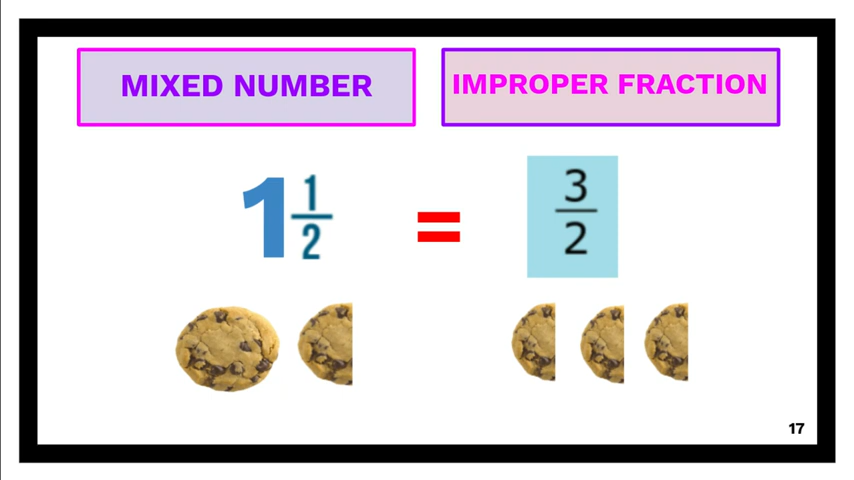 MIXED NUMBER
IMPROPER FRACTION
1 1/2 = 3/2
17